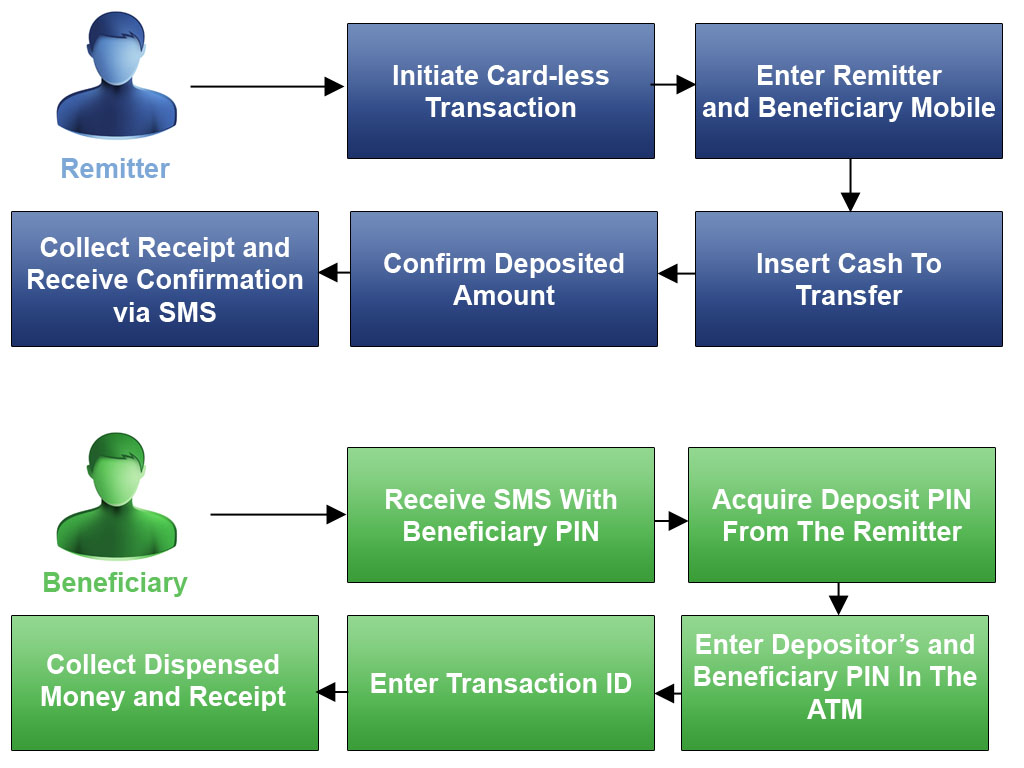 Remitter
Initiate Card-less
Transaction
Enter Remitter
and Beneficiary Mobile
Insert Cash To
Transfer
Confirm Deposited
Amount
Collect Receipt and
Receive Confirmation
via SMS
Beneficiary
Receive SMS With
Beneficiary PIN
Acquire Deposit PIN
From The Remitter
Enter Depositor’s and
Beneficiary PIN In The
ATM
Enter Transaction ID
Collect Dispensed
Money and Receipt